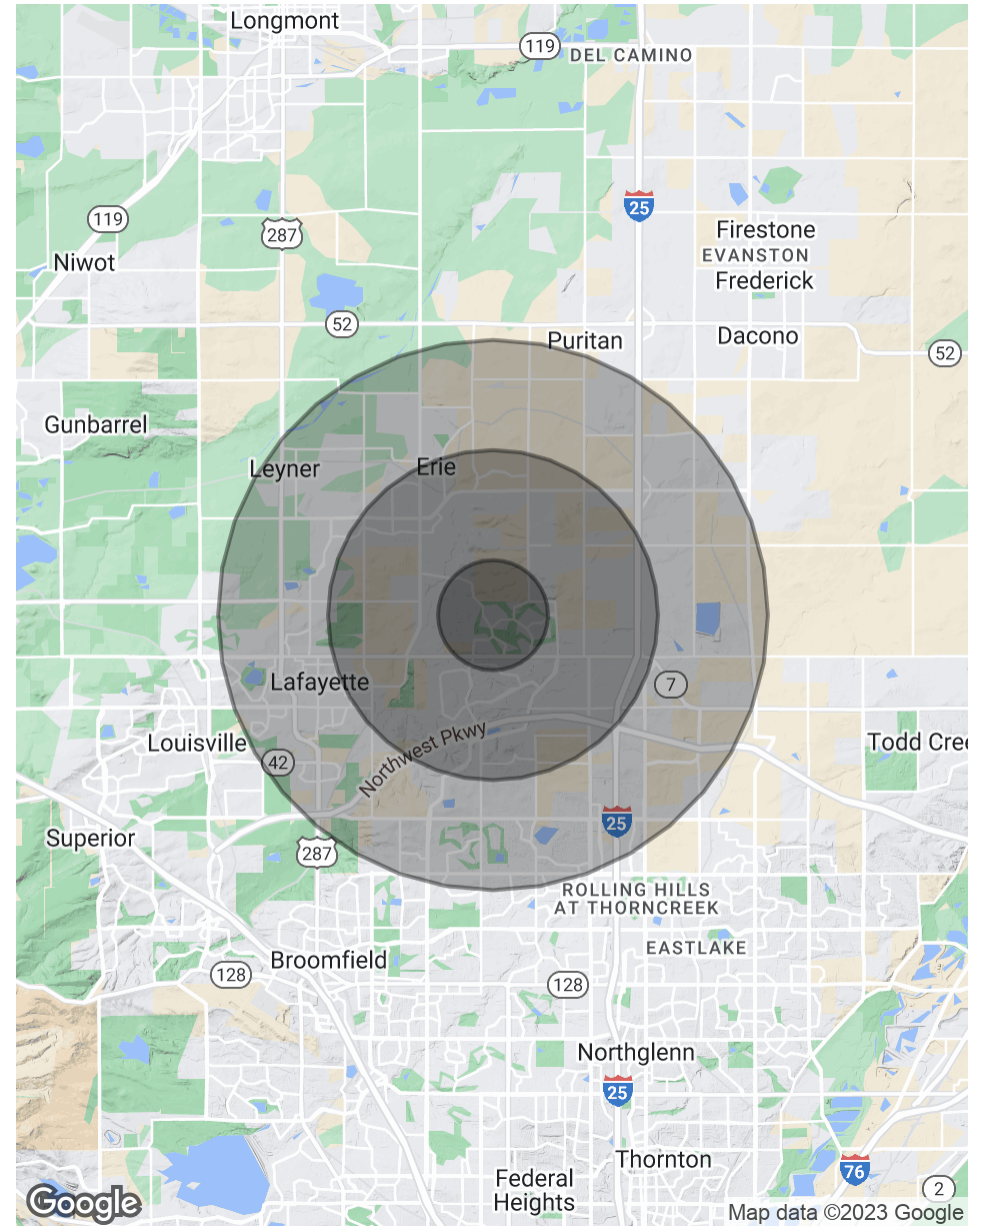 Longmont
119
DEL CAMINO
25
119
287
Firestone
EVANSTON
Niwot
Frederick
52
Puritan
Dacono
52
Gunbarrel
Leyner
Erie
Lafayette
7
Northwest Pkwy
Louisville
42
Todd Cree
25
Superior
287
ROLLING HILLS
AT THORNCREEK
EASTLAKE
Broomfield
128
128
Northglenn
25
Thornton
76
Federal
Heights
2
Google
Map data ©2023 Google